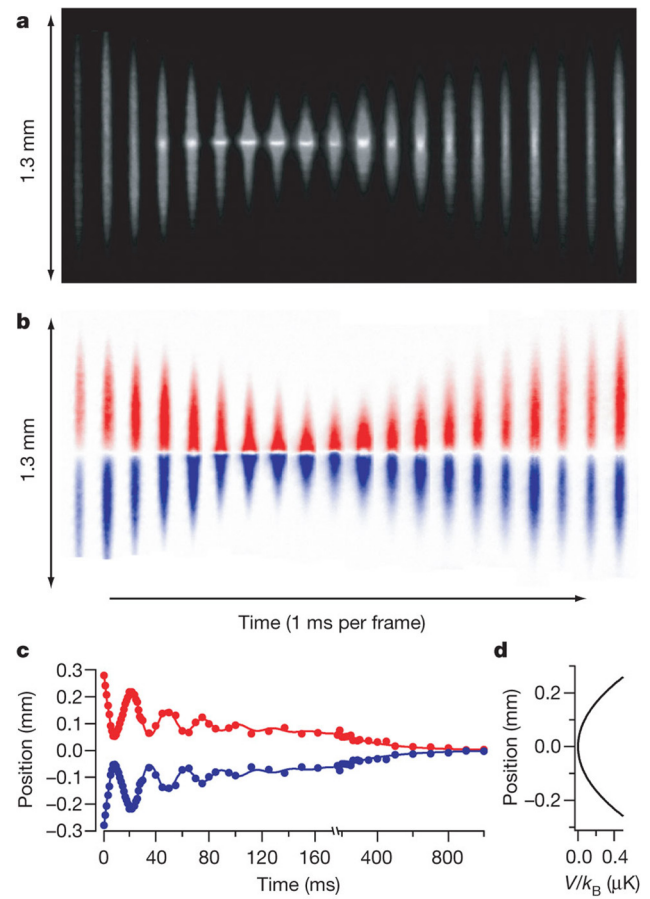 a
1.3 mm
b
1.3 mm
Time (1 ms per frame)
c
Position (mm)
0.3
0.2
0.1
0.0
−0.1
−0.2
−0.3
0 40 80 120 160 400 800
Time (ms)
d
Position (mm)
0.2
0.0
−0.2
0.0 0.4
V/kB (μK)